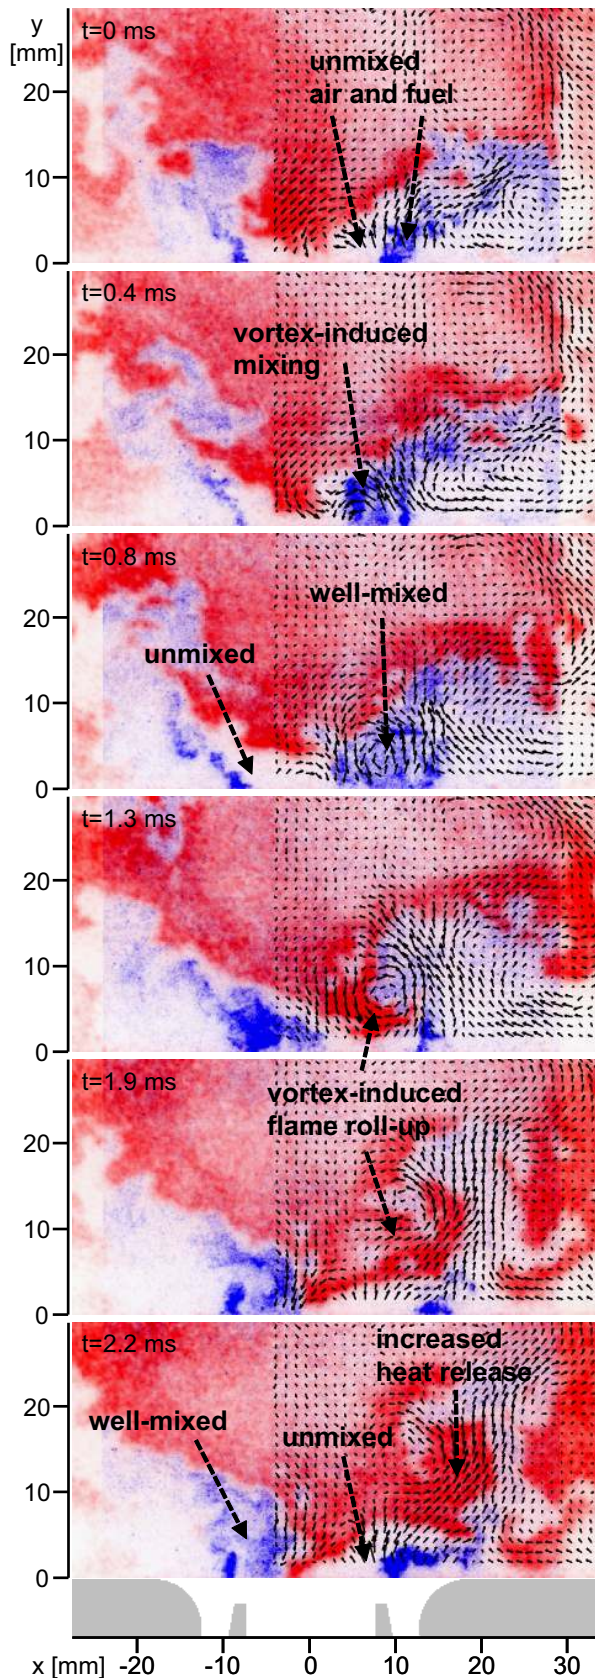 y
[mm]
t=0 ms
unmixed
air and fuel
20
10
0
t=0.4 ms
vortex-induced
mixing
20
10
0
t=0.8 ms
well-mixed
unmixed
20
10
0
t=1.3 ms
20
10
0
t=1.9 ms
vortex-induced
flame roll-up
20
10
0
t=2.2 ms
increased
heat release
well-mixed
unmixed
20
10
0
x [mm] -20 -10 0 10 20 30